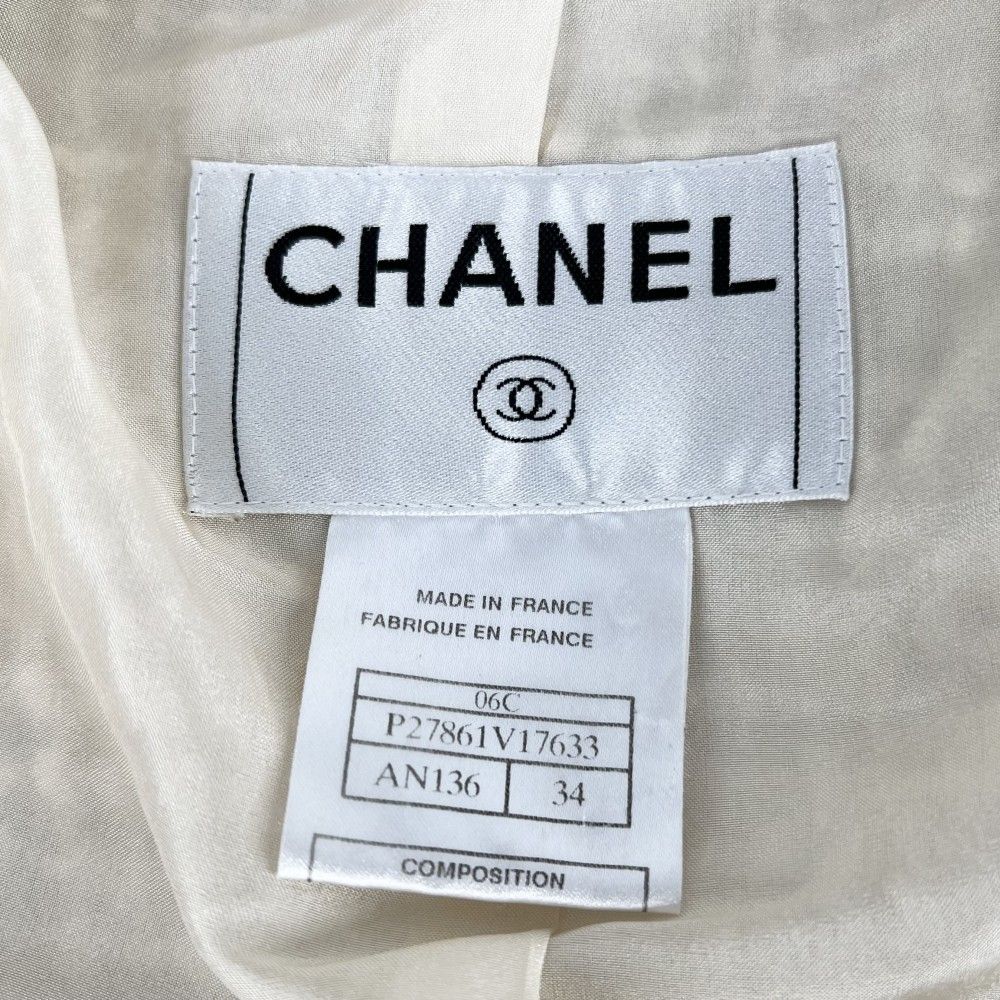 CHANEL
MADE IN FRANCE
FABRIQUE EN FRANCE
06C
P27861V17633
AN136 34
COMPOSITION